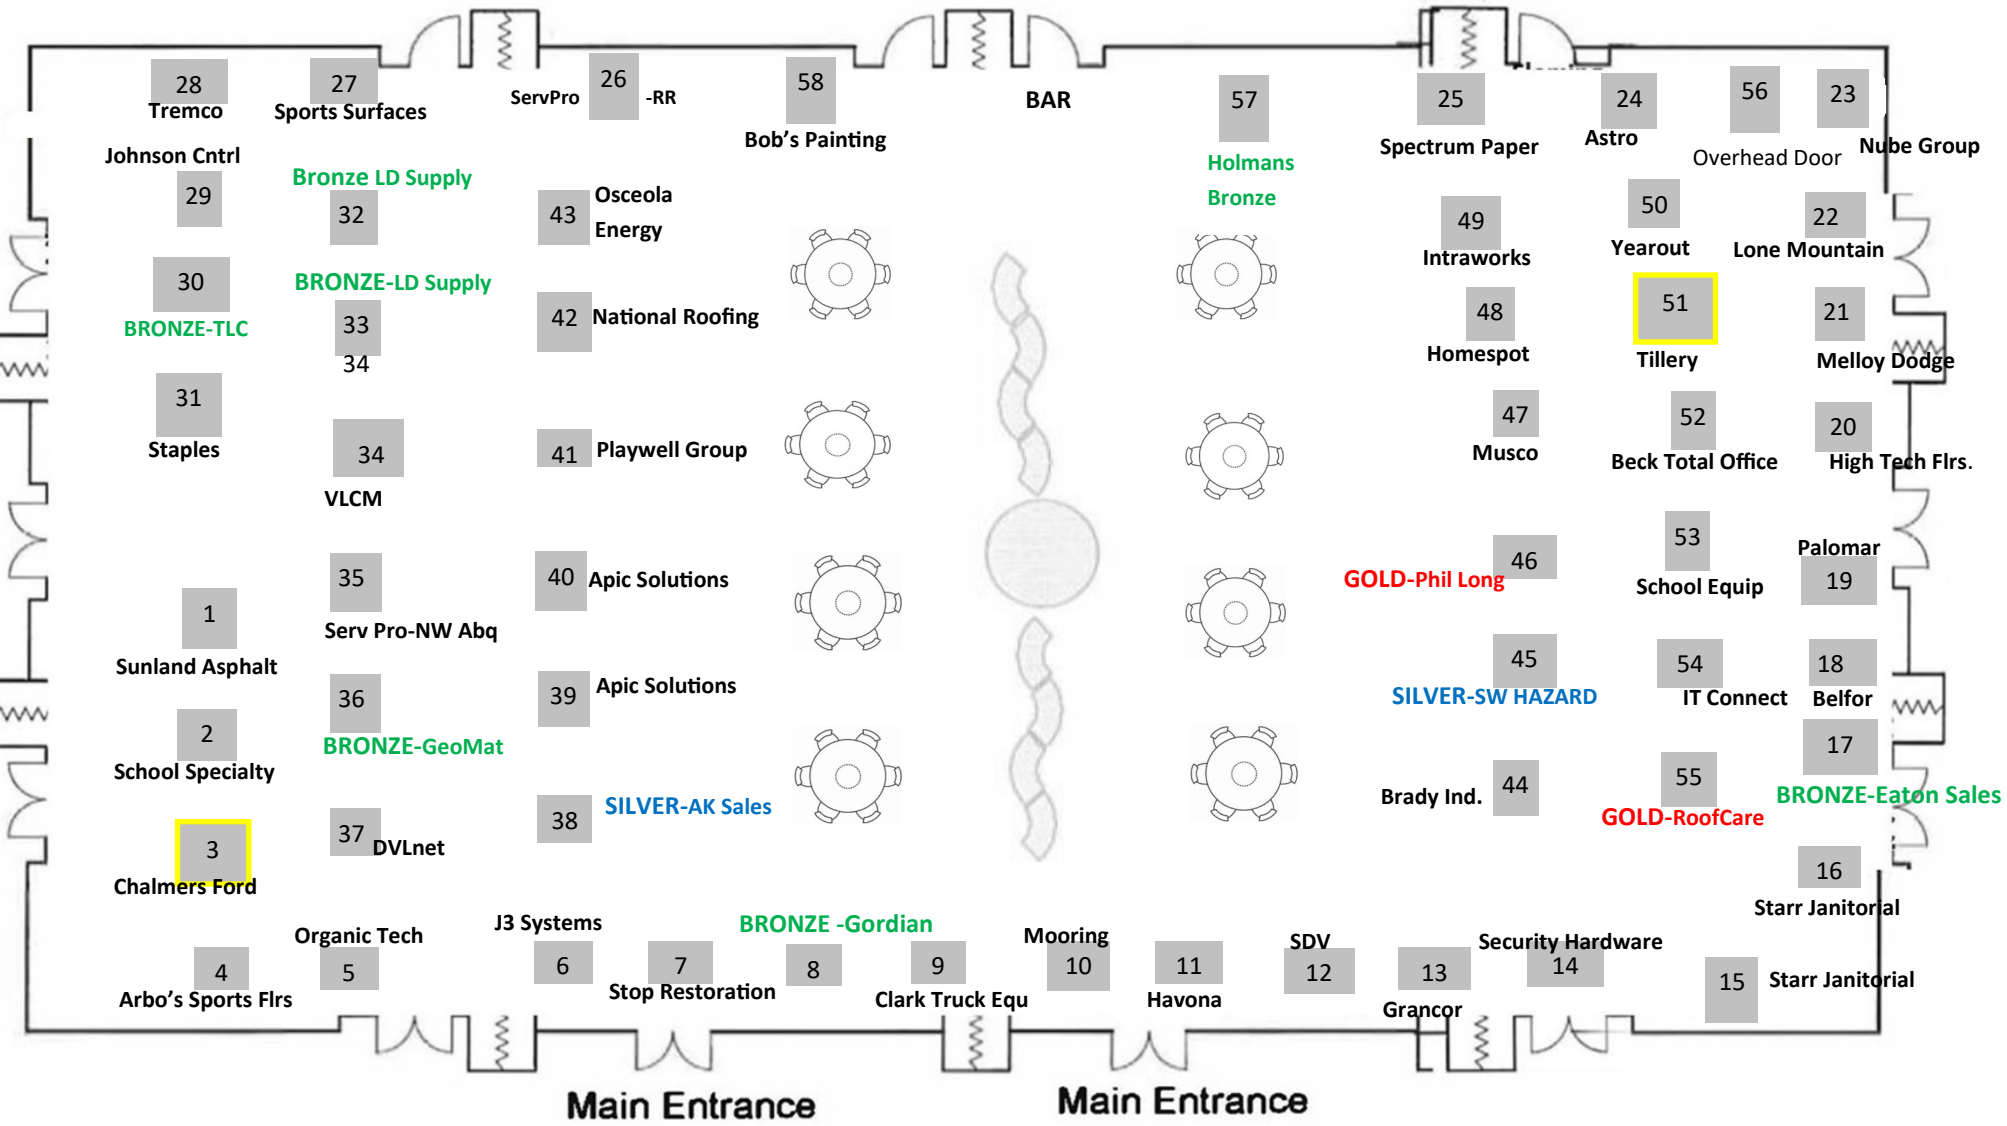 28
Tremco
27
Sports Surfaces
ServPro
26
-RR
58
Bob's Painting
BAR
57
Holmans
Bronze
25
Spectrum Paper
24
Astro
56
Overhead Door
23
Nube Group
Johnson Cntrl
29
Bronze LD Supply
32
43
Osceola
Energy
49
Intraworks
50
Yearout
22
Lone Mountain
30
BRONZE-TLC
BRONZE-LD Supply
33
34
42
National Roofing
48
Homespot
51
Tillery
21
Melloy Dodge
31
Staples
34
VLCM
41
Playwell Group
47
Musco
52
Beck Total Office
20
High Tech Flrs.
1
Sunland Asphalt
35
Serv Pro-NW Abq
40
Apic Solutions
46
GOLD-Phil Long
53
School Equip
Palomar
19
2
School Specialty
36
BRONZE-GeoMat
39
Apic Solutions
45
SILVER-SW HAZARD
54
IT Connect
18
Belfor
17
BRONZE-Eaton Sales
3
Chalmers Ford
37
DVLnet
38
SILVER-AK Sales
Brady Ind.
44
55
GOLD-RoofCare
16
Starr Janitorial
4
Arbo's Sports Flrs
Organic Tech
5
J3 Systems
6
7
Stop Restoration
BRONZE -Gordian
8
9
Clark Truck Equ
Mooring
10
11
Havona
SDV
12
13
Grancor
Security Hardware
14
15
Starr Janitorial
Main Entrance
Main Entrance